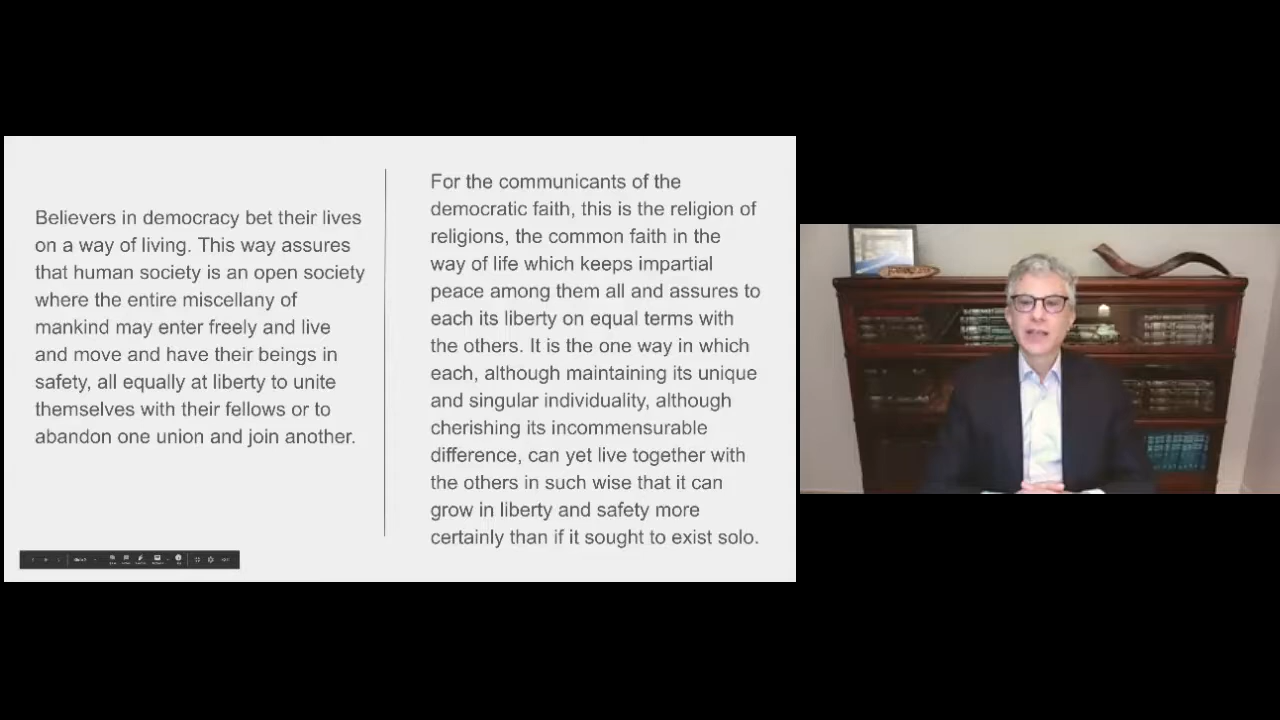 Believers in democracy bet their lives
on a way of living. This way assures
that human society is an open society
where the entire miscellany of
mankind may enter freely and live
and move and have their beings in
safety, all equally at liberty to unite
themselves with their fellows or to
abandon one union and join another.
For the communicants of the
democratic faith, this is the religion of
religions, the common faith in the
way of life which keeps impartial
peace among them all and assures to
each its liberty on equal terms with
the others. It is the one way in which
each, although maintaining its unique
and singular individuality, although
cherishing its incommensurable
difference, can yet live together with
the others in such wise that it can
grow in liberty and safety more
certainly than if it sought to exist solo.